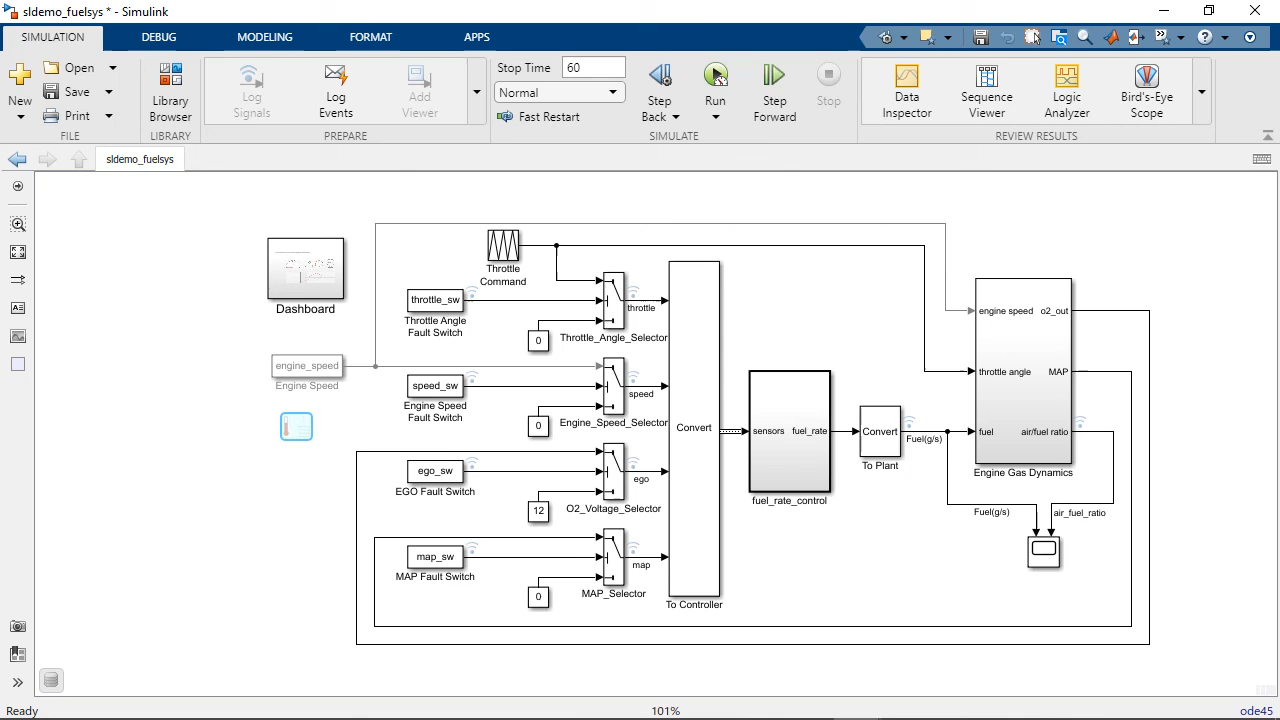 sldemo_fuelsys * - Simulink
SIMULATION
DEBUG
MODELING
FORMAT
APPS
New
Open
Save
Print
FILE
Library
Browser
LIBRARY
Log
Signals
Log
Events
Add
Viewer
PREPARE
Stop Time 60
Normal
Fast Restart
Step
Back
Run
Step
Forward
Stop
SIMULATE
Data
Inspector
Sequence
Viewer
Logic
Analyzer
Bird's-Eye
Scope
REVIEW RESULTS
sldemo_fuelsys
Dashboard
engine_speed
Engine Speed
Throttle
Command
throttle_sw
Throttle Angle
Fault Switch
0
Throttle_Angle_Selector
throttle
speed_sw
Engine Speed
Fault Switch
0
Engine_Speed_Selector
speed
ego_sw
EGO Fault Switch
12
O2_Voltage_Selector
ego
map_sw
MAP Fault Switch
0
MAP_Selector
map
Convert
To Controller
sensors fuel_rate
fuel_rate_control
Convert
To Plant
Fuel(g/s)
engine speed o2_out
throttle angle MAP
fuel air/fuel ratio
Engine Gas Dynamics
Fuel(g/s)
air_fuel_ratio
Ready
101%
ode45